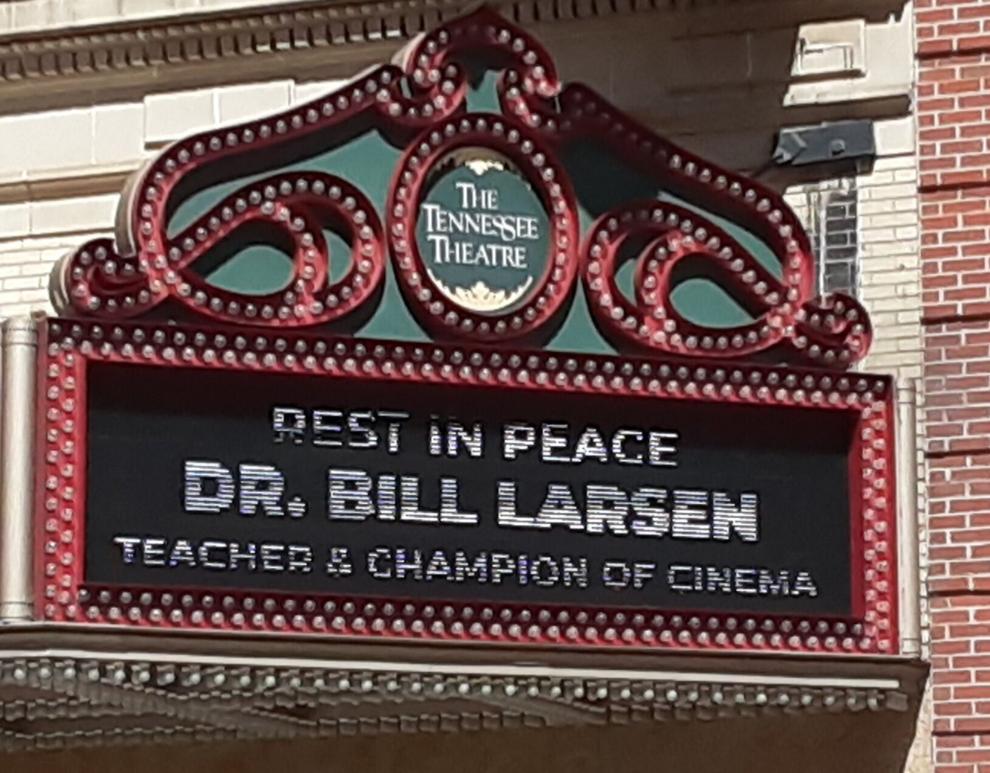 THE
TENNESSEE
THEATRE
REST IN PEACE
DR. BILL LARSEN
TEACHER & CHAMPION OF CINEMA